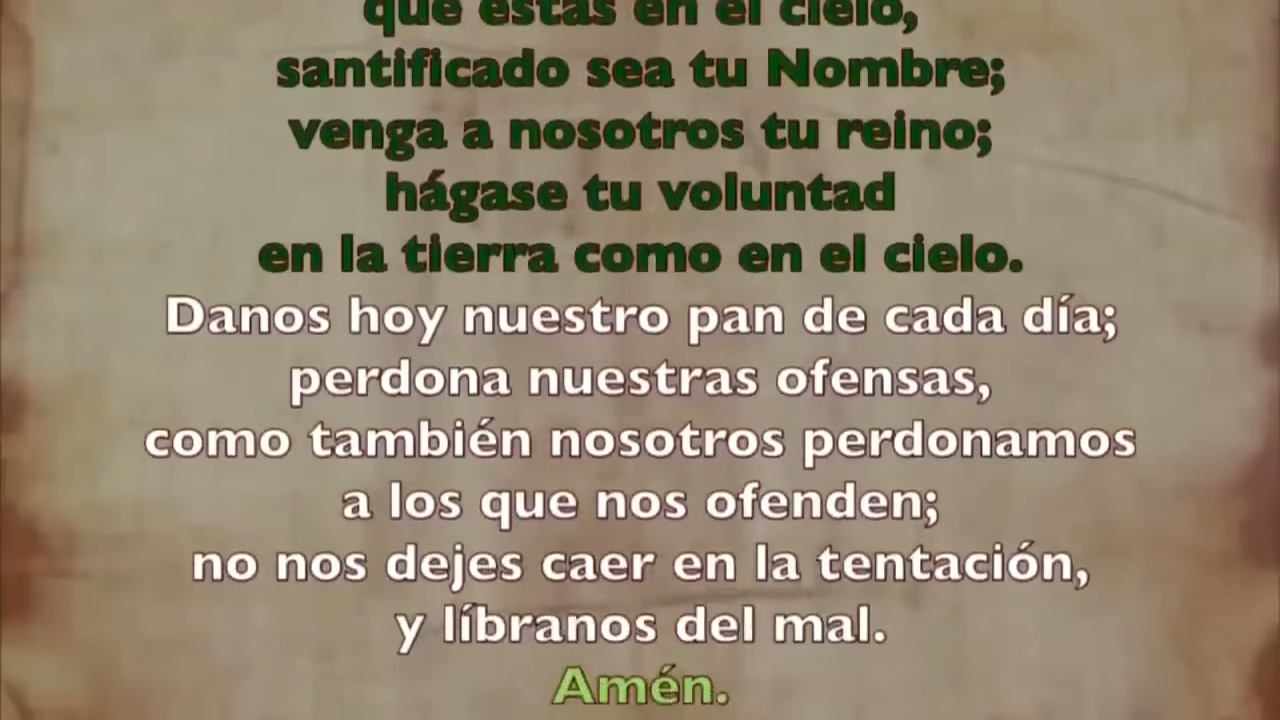 que estás en el cielo,
santificado sea tu Nombre;
venga a nosotros tu reino;
hágase tu voluntad
en la tierra como en el cielo.
Danos hoy nuestro pan de cada día;
perdona nuestras ofensas,
como también nosotros perdonamos
a los que nos ofenden;
no nos dejes caer en la tentación,
y líbranos del mal.
Amén.